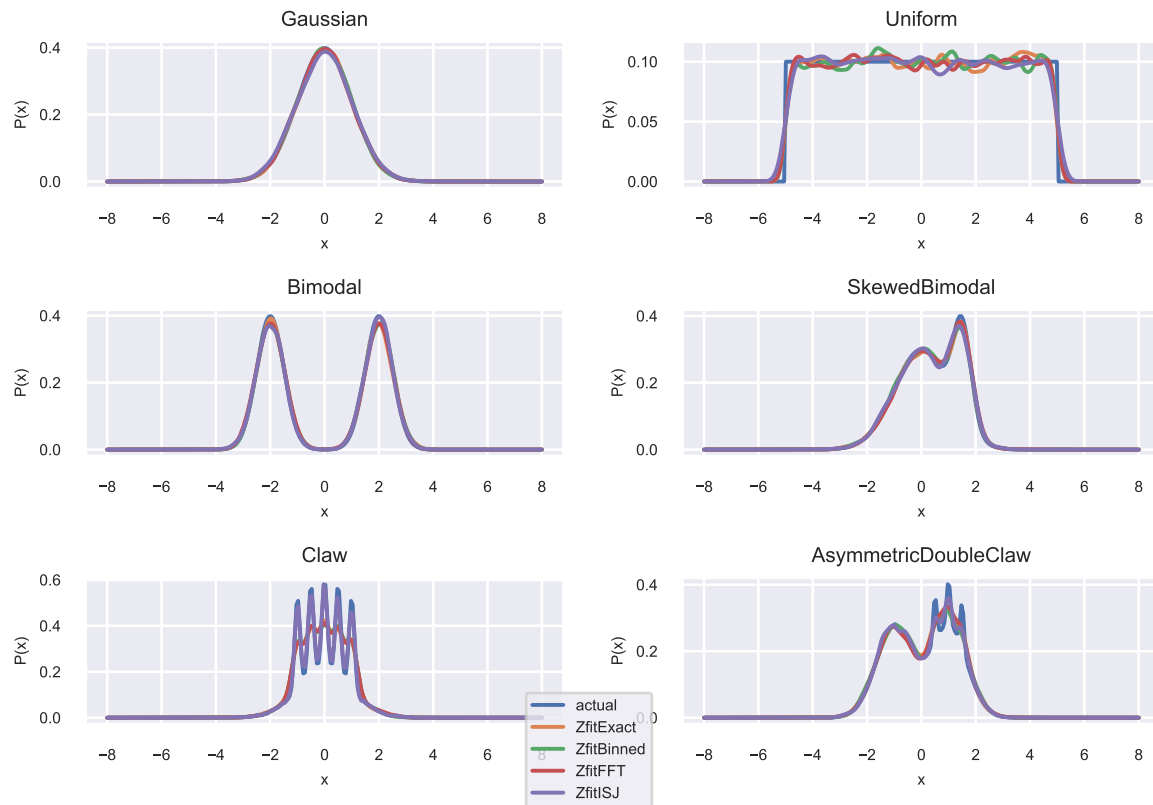 Gaussian
P(x)
0.4
0.2
0.0
−8 −6 −4 −2 0 2 4 6 8
x
Uniform
P(x)
0.10
0.05
0.00
−8 −6 −4 −2 0 2 4 6 8
x
Bimodal
P(x)
0.4
0.2
0.0
−8 −6 −4 −2 0 2 4 6 8
x
SkewedBimodal
P(x)
0.4
0.2
0.0
−8 −6 −4 −2 0 2 4 6 8
x
Claw
P(x)
0.6
0.4
0.2
0.0
−8 −6 −4 −2 0 2 4 6 8
x
AsymmetricDoubleClaw
P(x)
0.4
0.2
0.0
−8 −6 −4 −2 0 2 4 6 8
x
actual
ZfitExact
ZfitBinned
ZfitFFT
ZfitISJ